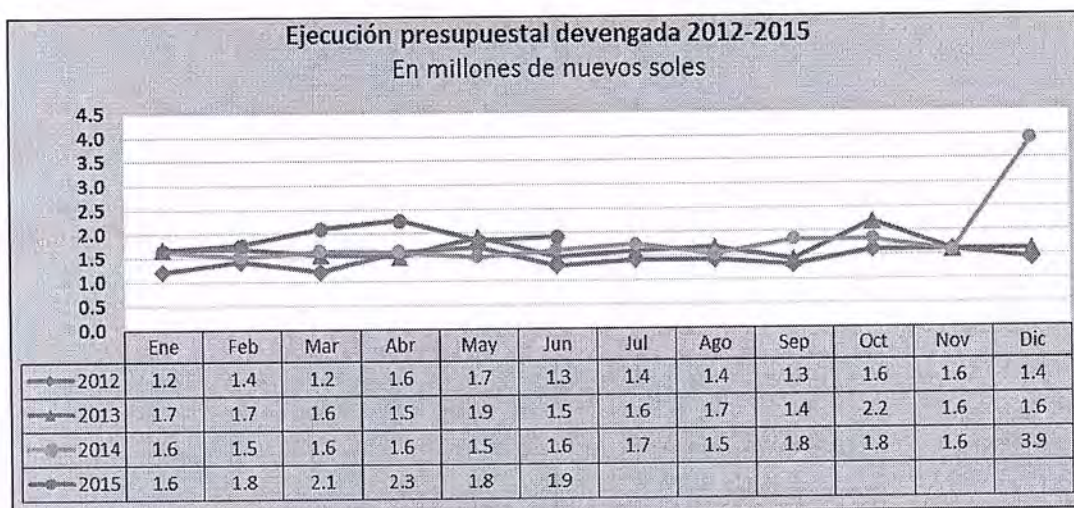 Ejecución presupuestal devengada 2012-2015
En millones de nuevos soles
4.5
4.0
3.5
3.0
2.5
2.0
1.5
1.0
0.5
0.0
Ene Feb Mar Abr May Jun Jul Ago Sep Oct Nov Dic
2012 1.2 1.4 1.2 1.6 1.7 1.3 1.4 1.4 1.3 1.6 1.6 1.4
2013 1.7 1.7 1.6 1.5 1.9 1.5 1.6 1.7 1.4 2.2 1.6 1.6
2014 1.6 1.5 1.6 1.6 1.5 1.6 1.7 1.5 1.8 1.8 1.6 3.9
2015 1.6 1.8 2.1 2.3 1.8 1.9